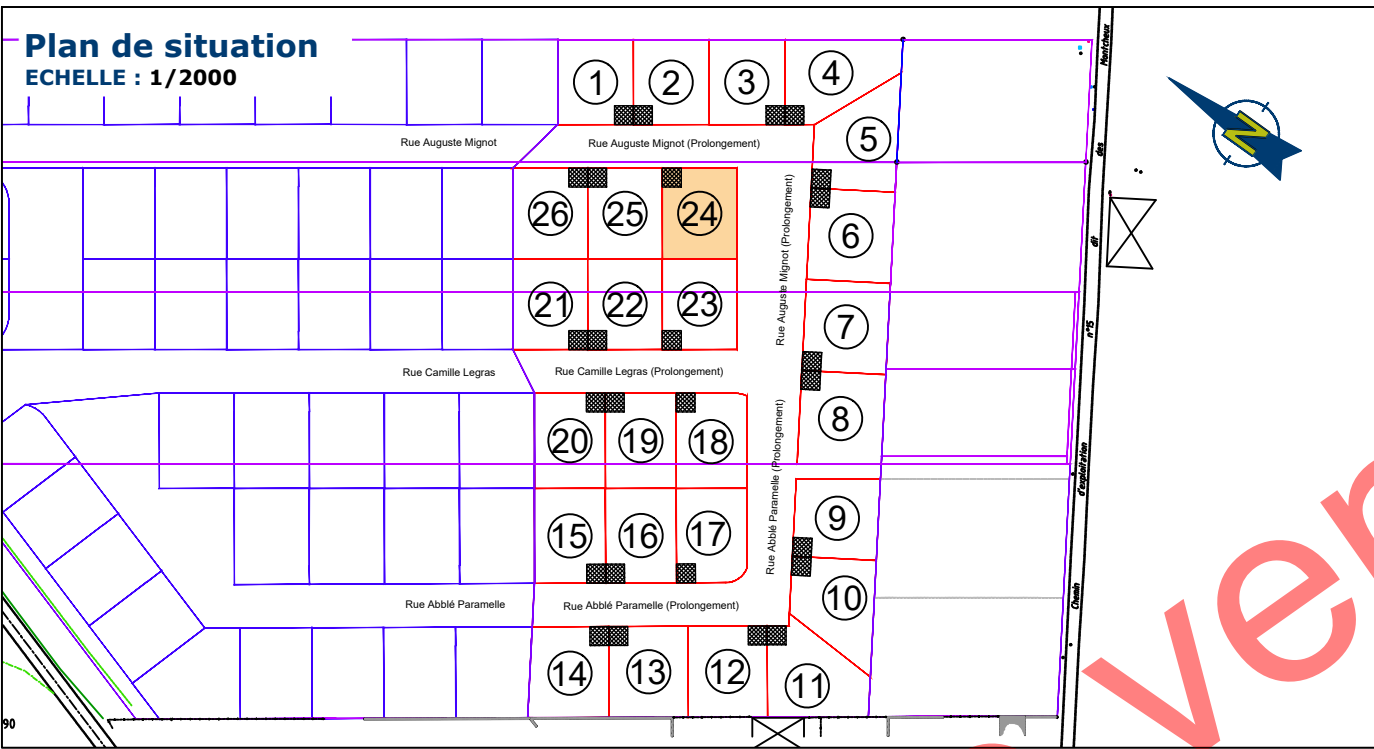 Plan de situation
ECHELLE : 1/2000
1
2
3
4
5
Rue Auguste Mignot
Rue Auguste Mignot (Prolongement)
26
25
24
6
Rue Auguste Mignot (Prolongement)
21
22
23
7
Rue Camille Legras
Rue Camille Legras (Prolongement)
8
20
19
18
Rue Abblé Paramelle (Prolongement)
15
16
17
9
10
Rue Abblé Paramelle
Rue Abblé Paramelle (Prolongement)
14
13
12
11
90
Chemin d'exploitation n°15 dit des Montcheux
N
ver